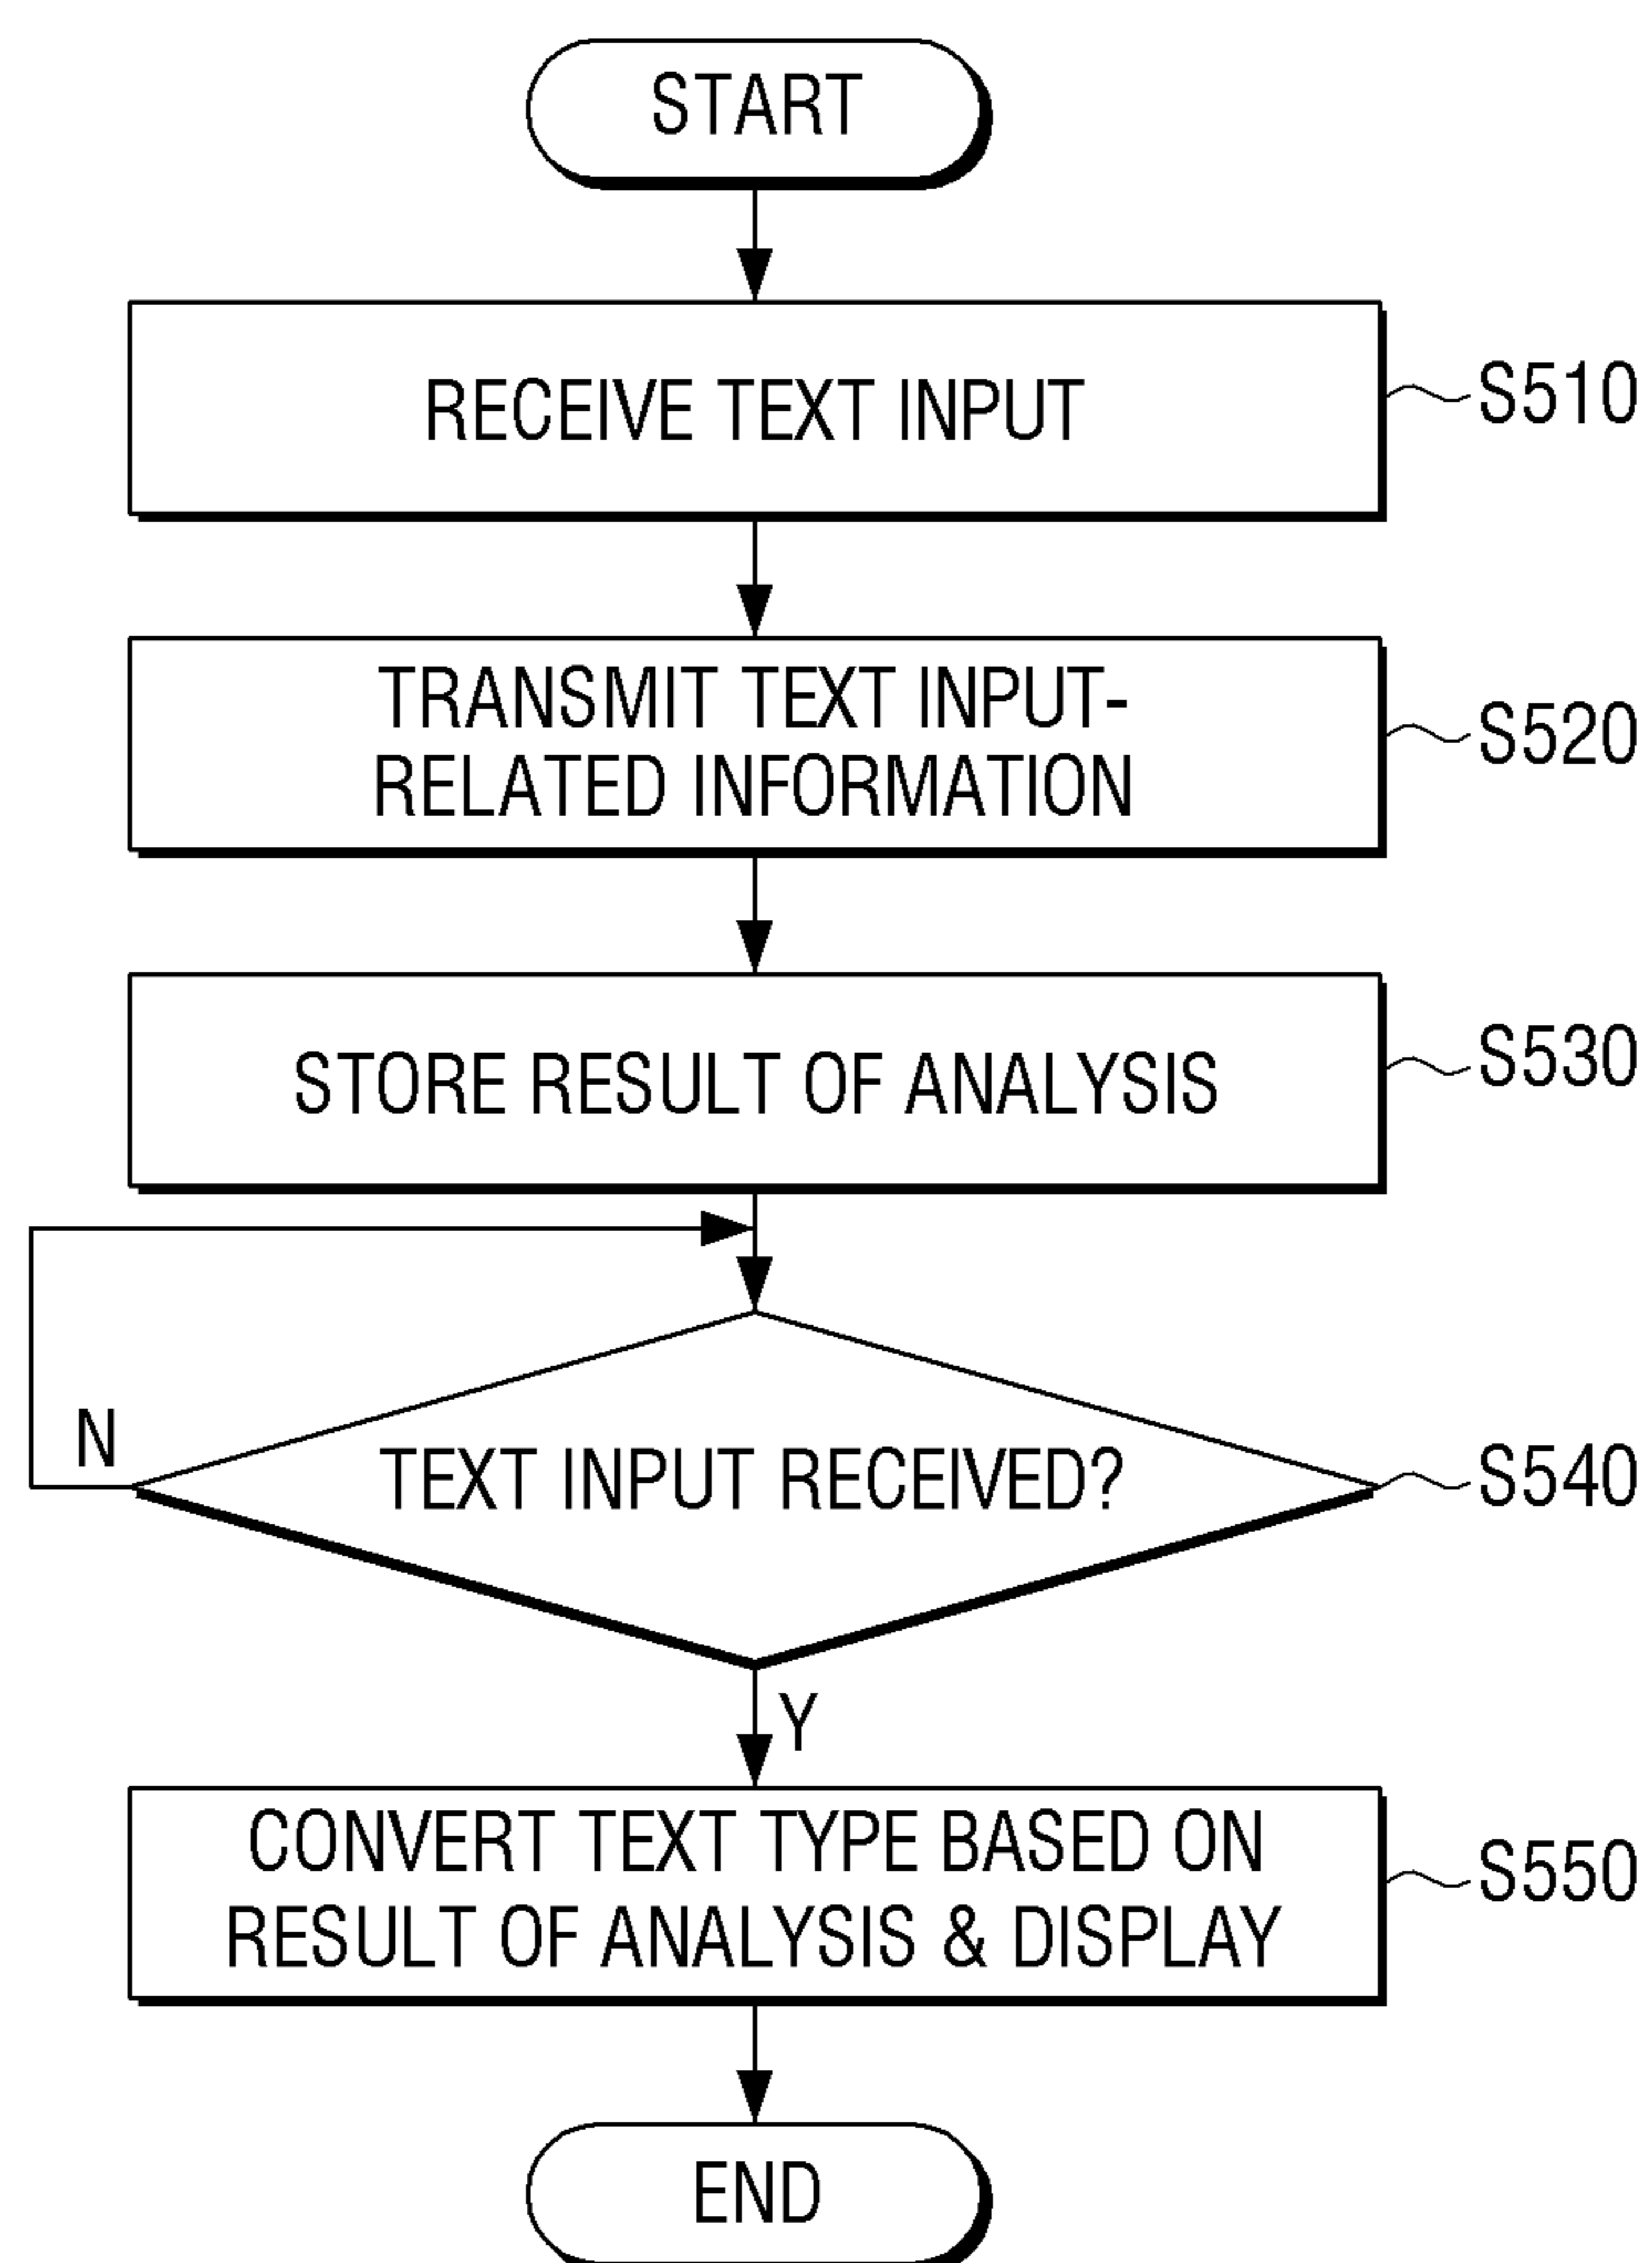 START
RECEIVE TEXT INPUT
S510
TRANSMIT TEXT INPUT-
RELATED INFORMATION
S520
STORE RESULT OF ANALYSIS
S530
N
TEXT INPUT RECEIVED?
S540
Y
CONVERT TEXT TYPE BASED ON
RESULT OF ANALYSIS & DISPLAY
S550
END